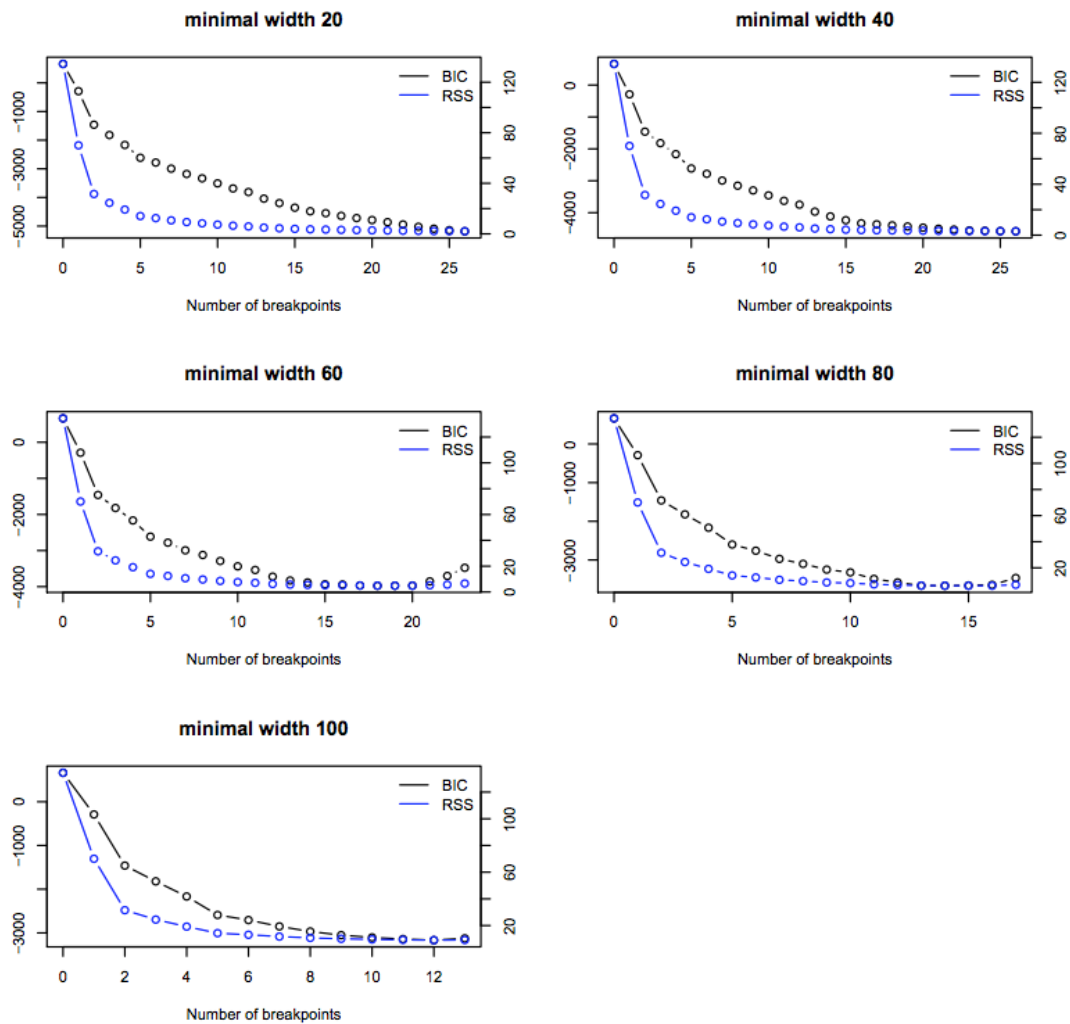 minimal width 20
BIC
RSS
-1000
-3000
-5000
0
40
80
120
0 5 10 15 20 25
Number of breakpoints
minimal width 40
BIC
RSS
0
-2000
-4000
0
40
80
120
0 5 10 15 20 25
Number of breakpoints
minimal width 60
BIC
RSS
0
-2000
-4000
0
20
60
100
0 5 10 15 20
Number of breakpoints
minimal width 80
BIC
RSS
0
-1000
-3000
20
60
100
0 5 10 15
Number of breakpoints
minimal width 100
BIC
RSS
0
-1000
-3000
20
60
100
0 2 4 6 8 10 12
Number of breakpoints